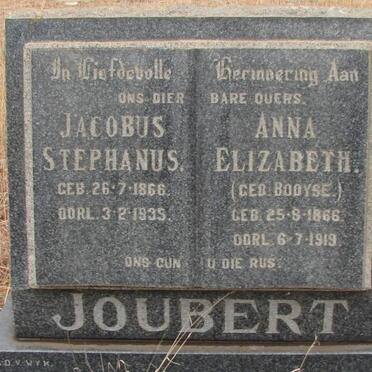 In Liefdevolle Herinnering Aan
ONS DIER BARE OUERS.
JACOBUS
STEPHANUS.
GEB. 26-7-1866.
OORL. 3-2-1935.
ANNA
ELIZABETH.
(GEB. BOOYSE.)
GEB. 25-8-1866.
OORL. 6-7-1919.
ONS GUN U DIE RUS.
JOUBERT
D.V.WYK.